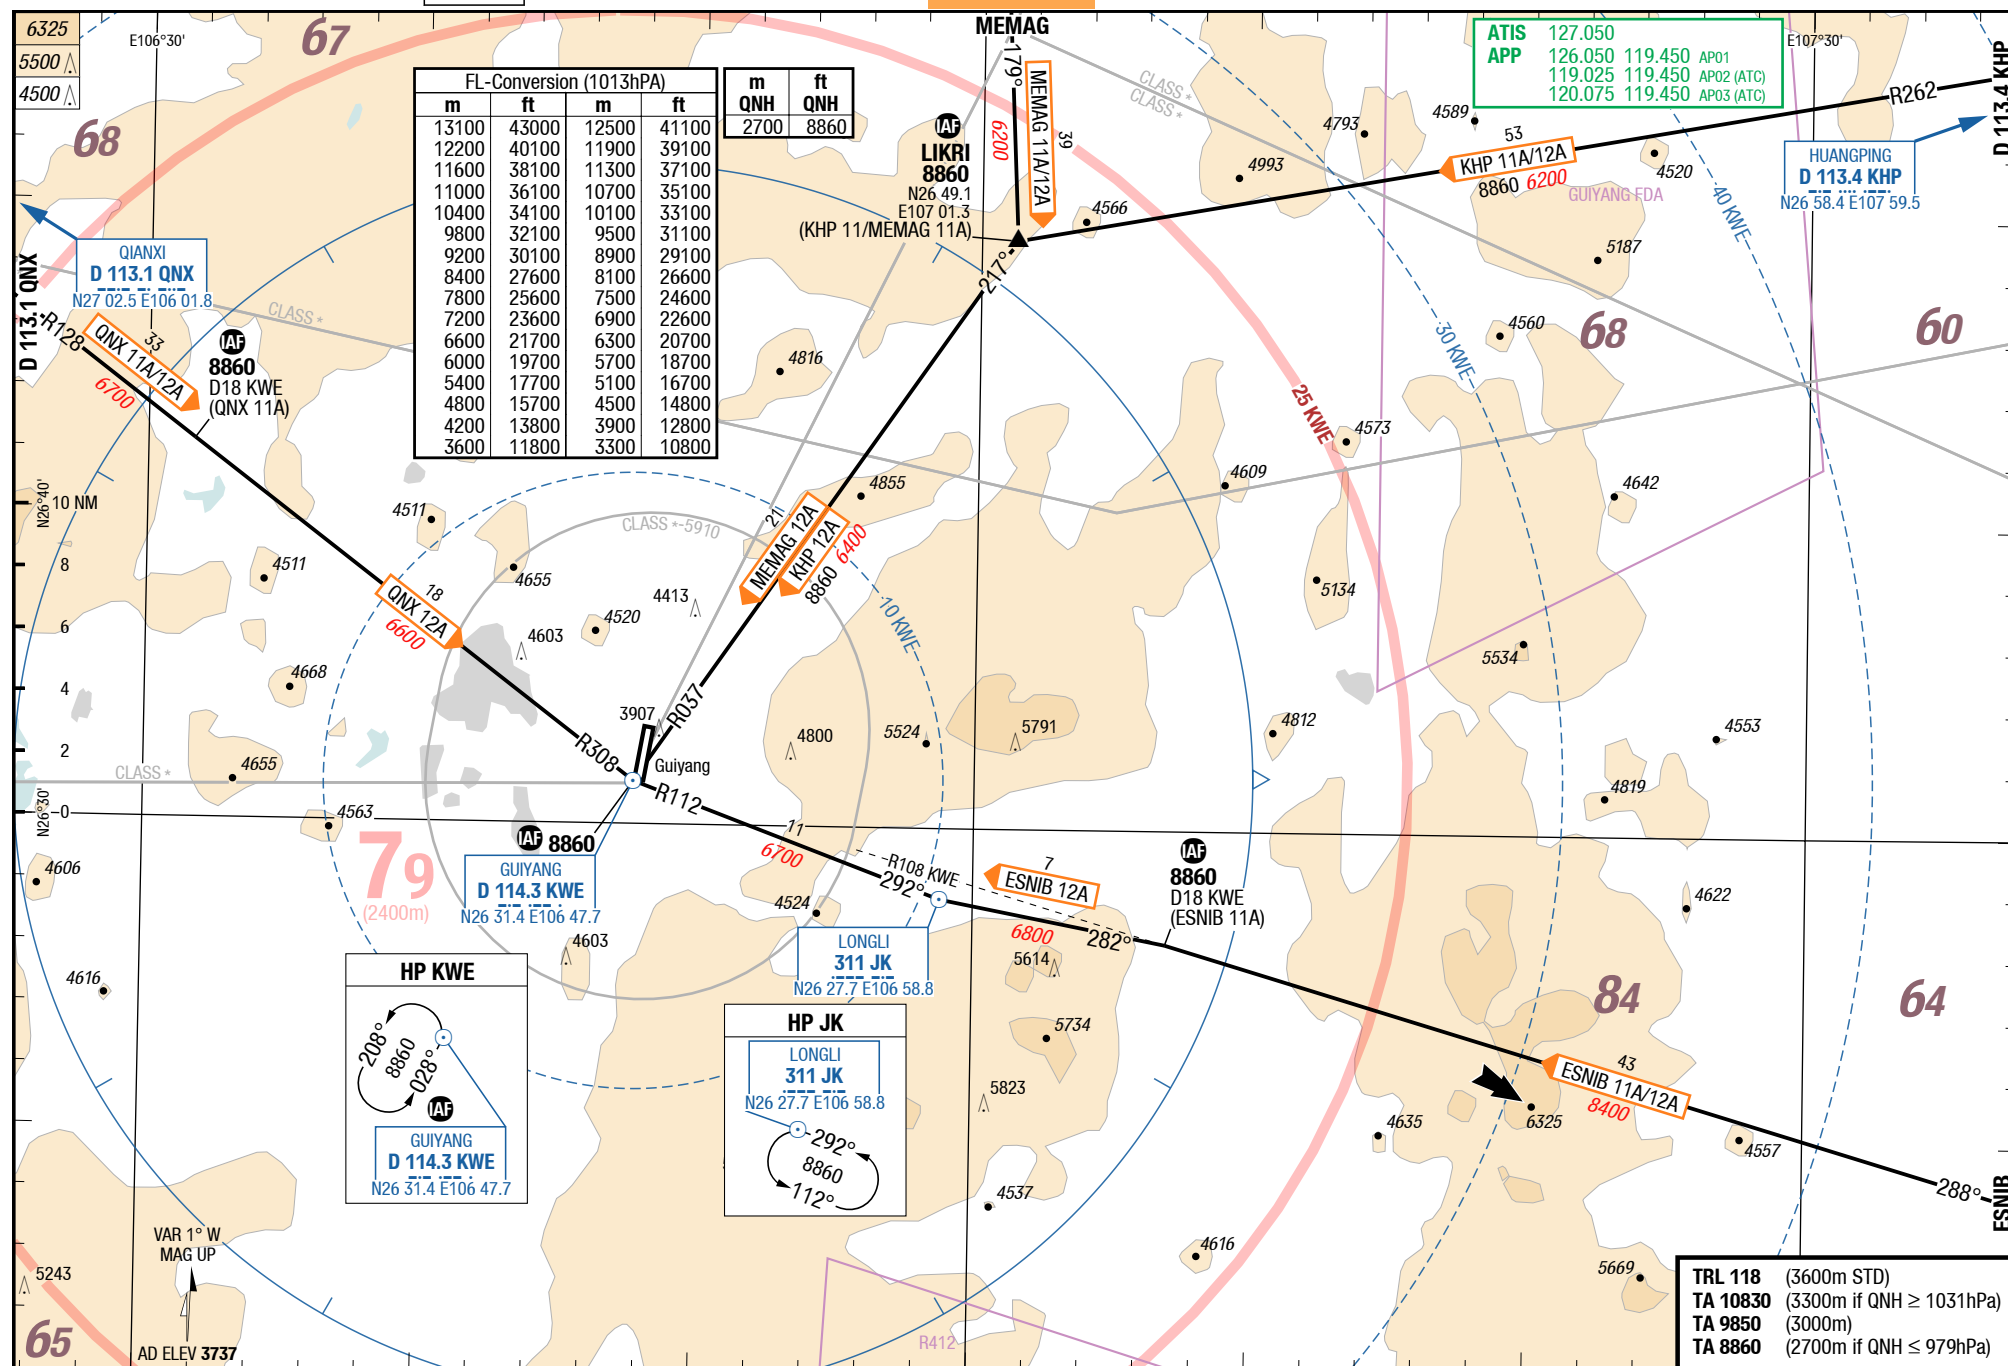 6325
5500
4500
E106°30'
67
68
MEMAG
179°
6200
MEMAG 11A/12A
39
ATIS 127.050
APP 126.050 119.450 AP01
119.025 119.450 AP02 (ATC)
120.075 119.450 AP03 (ATC)
E107°30'
D 113.4 KHP
R262
FL-Conversion (1013hPA)
m ft m ft
13100 43000 12500 41100
12200 40100 11900 39100
11600 38100 11300 37100
11000 36100 10700 35100
10400 34100 10100 33100
9800 32100 9500 31100
9200 30100 8900 29100
8400 27600 8100 26600
7800 25600 7500 24600
7200 23600 6900 22600
6600 21700 6300 20700
6000 19700 5700 18700
5400 17700 5100 16700
4800 15700 4500 14800
4200 13800 3900 12800
3600 11800 3300 10800
m ft
QNH QNH
2700 8860
IAF
LIKRI
8860
N26 49.1
E107 01.3
(KHP 11/MEMAG 11A)
CLASS *
CLASS *
4793
4589
4993
4566
53
KHP 11A/12A
8860 6200
4520
GUIYANG FDA
5187
40 KWE
HUANGPING
D 113.4 KHP
N26 58.4 E107 59.5
D 113.1 QNX
QIANXI
D 113.1 QNX
N27 02.5 E106 01.8
R128
33
QNX 11A/12A
6700
IAF
8860
D18 KWE
(QNX 11A)
CLASS *
217°
4816
4560
68
60
30 KWE
25 KWE
4573
4609
4642
4855
N26°40'
10 NM
8
6
4
2
0
N26°30'
4511
4511
4655
CLASS *-5910
21
MEMAG 12A
KHP 12A
6400
8860
5134
18
QNX 12A
6600
4413
4520
4603
10 KWE
5534
4668
3907
R037
R308
Guiyang
4800
5524
5791
4812
4553
CLASS *
4655
4819
4563
R112
11
6700
R108 KWE
292°
7
ESNIB 12A
6800
282°
IAF
8860
D18 KWE
(ESNIB 11A)
IAF 8860
GUIYANG
D 114.3 KWE
N26 31.4 E106 47.7
79
(2400m)
4606
4524
4622
LONGLI
311 JK
N26 27.7 E106 58.8
4603
5614
4616
84
64
HP KWE
208°
8860
028°
IAF
GUIYANG
D 114.3 KWE
N26 31.4 E106 47.7
HP JK
LONGLI
311 JK
N26 27.7 E106 58.8
292°
8860
112°
5734
5823
4537
43
ESNIB 11A/12A
8400
6325
4635
4557
288°
ESNIB
4616
5669
VAR 1° W
MAG UP
5243
65
AD ELEV 3737
R412
TRL 118 (3600m STD)
TA 10830 (3300m if QNH ≥ 1031hPa)
TA 9850 (3000m)
TA 8860 (2700m if QNH ≤ 979hPa)